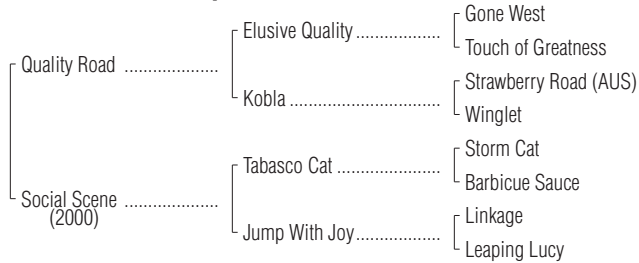 Gone West
Elusive Quality ..................
Touch of Greatness
Quality Road ....................
Strawberry Road (AUS)
Kobla ................................
Winglet
Storm Cat
Tabasco Cat ......................
Barbicue Sauce
Social Scene ....................
(2000)
Linkage
Jump With Joy..................
Leaping Lucy